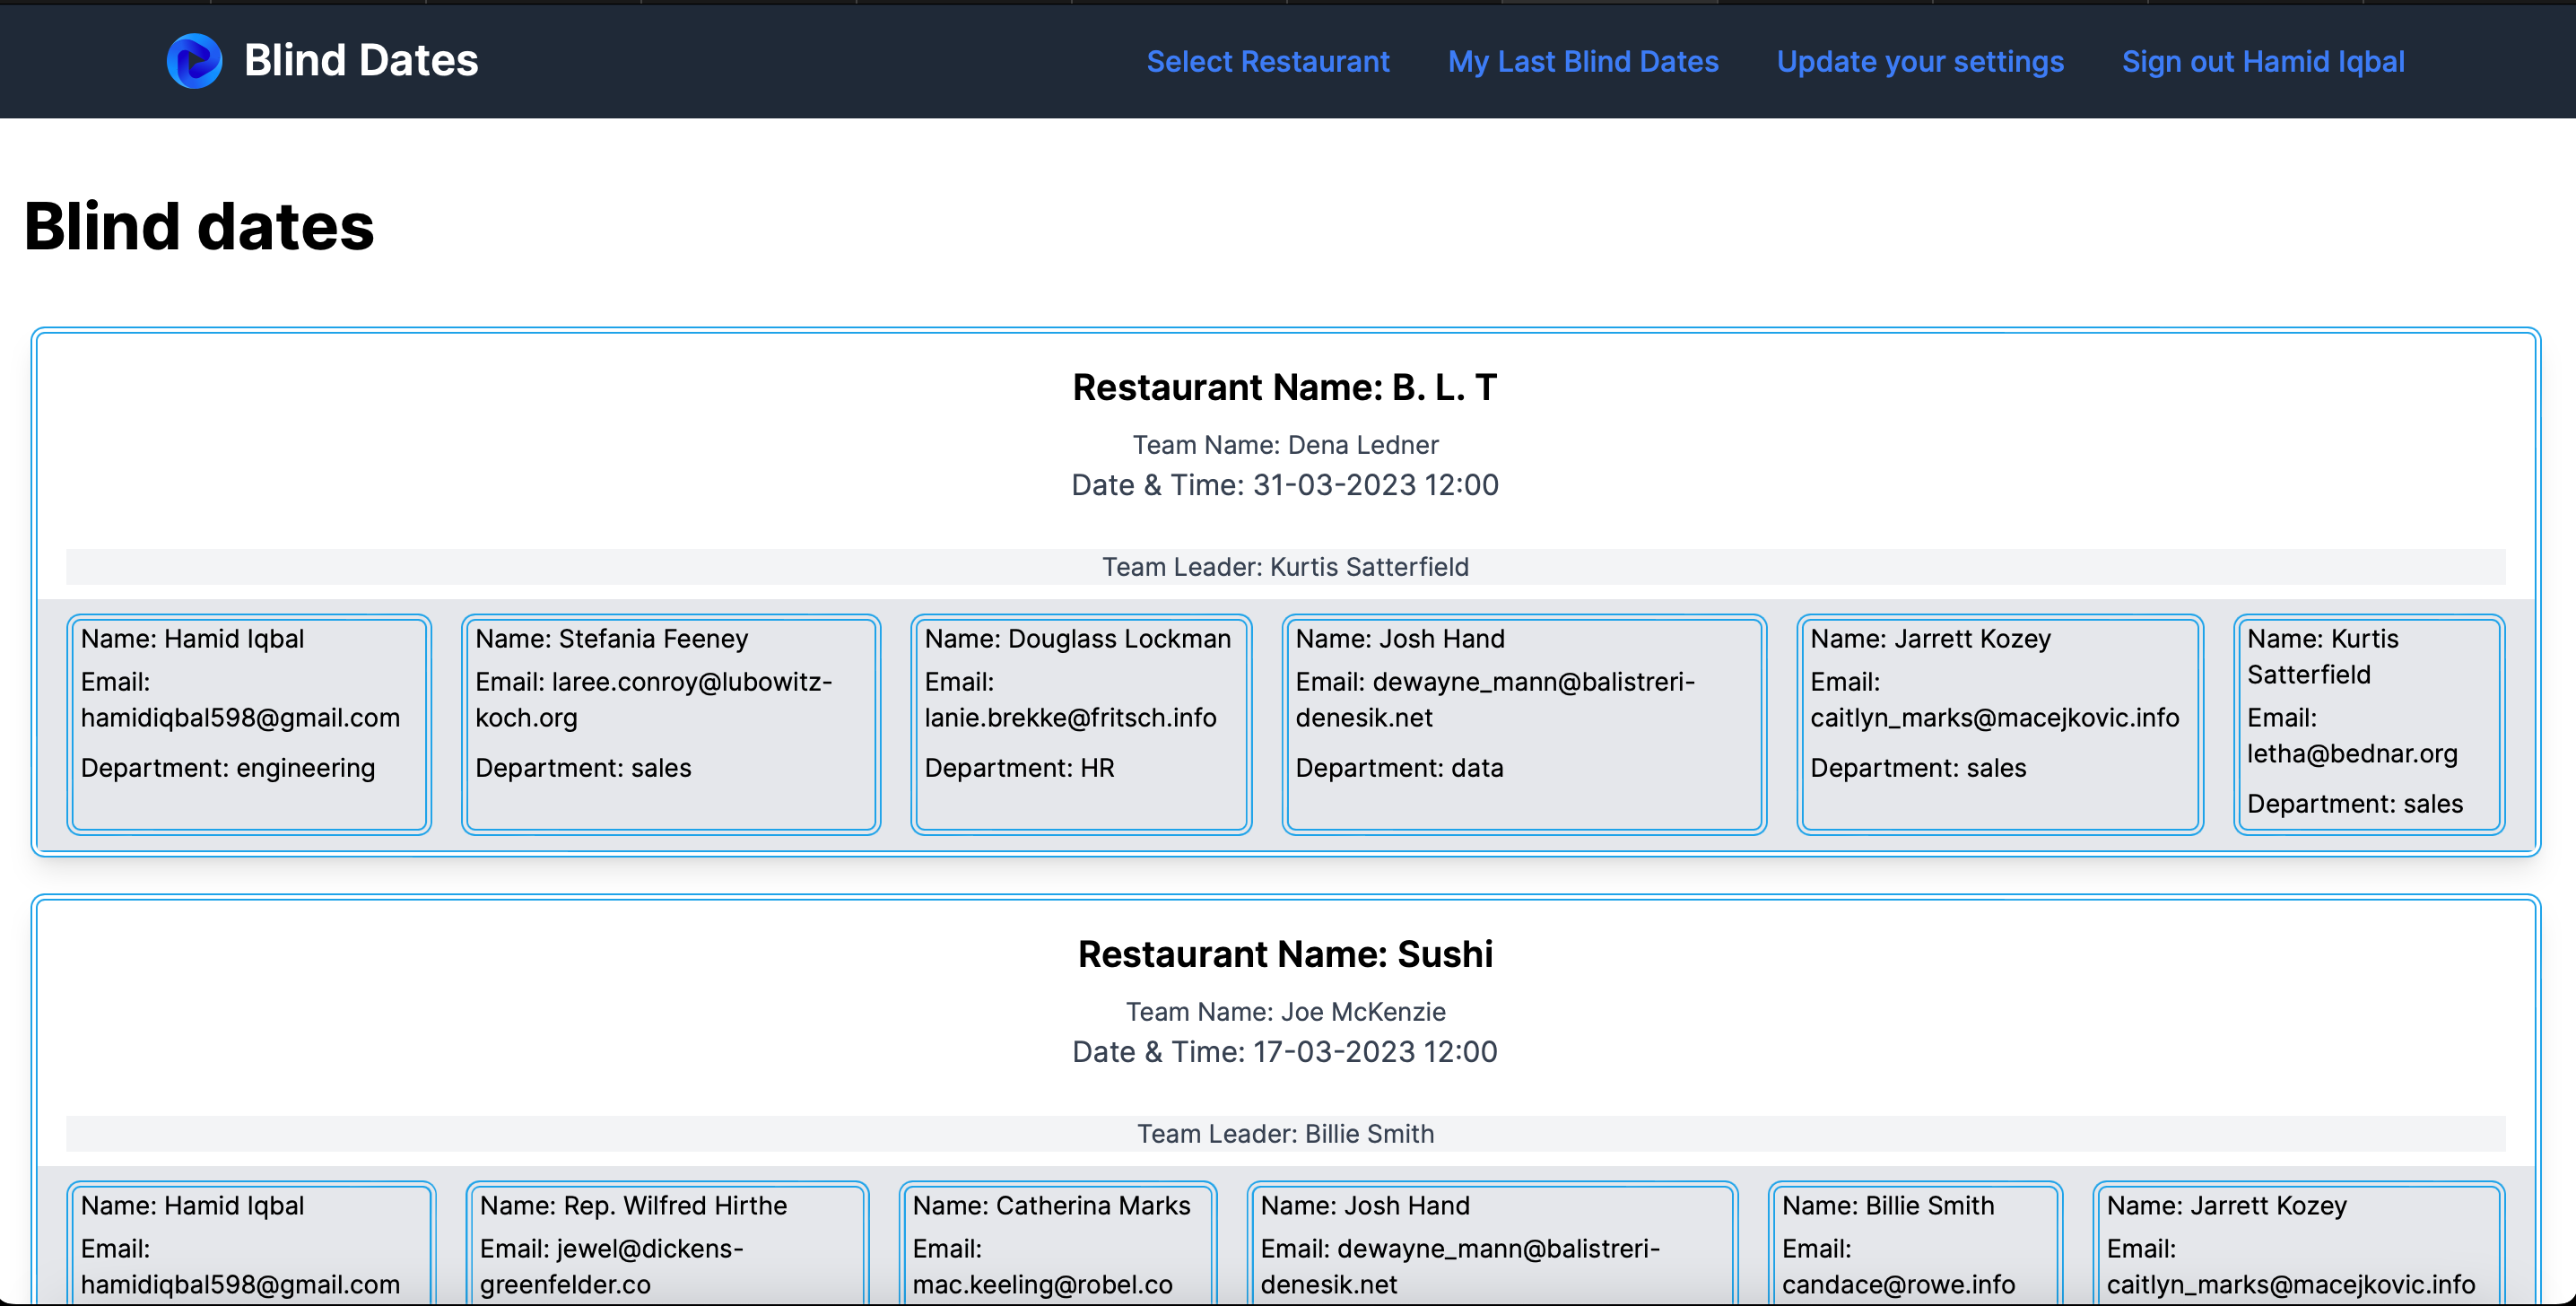 Blind Dates
Select Restaurant
My Last Blind Dates
Update your settings
Sign out Hamid Iqbal
Blind dates
Restaurant Name: B. L. T
Team Name: Dena Ledner
Date & Time: 31-03-2023 12:00
Team Leader: Kurtis Satterfield
Name: Hamid Iqbal
Email:
hamidiqbal598@gmail.com
Department: engineering
Name: Stefania Feeney
Email: laree.conroy@lubowitz-
koch.org
Department: sales
Name: Douglass Lockman
Email:
lanie.brekke@fritsch.info
Department: HR
Name: Josh Hand
Email: dewayne_mann@balistreri-
denesik.net
Department: data
Name: Jarrett Kozey
Email:
caitlyn_marks@macejkovic.info
Department: sales
Name: Kurtis
Satterfield
Email:
letha@bednar.org
Department: sales
Restaurant Name: Sushi
Team Name: Joe McKenzie
Date & Time: 17-03-2023 12:00
Team Leader: Billie Smith
Name: Hamid Iqbal
Email:
hamidiqbal598@gmail.com
Name: Rep. Wilfred Hirthe
Email: jewel@dickens-
greenfelder.co
Name: Catherina Marks
Email:
mac.keeling@robel.co
Name: Josh Hand
Email: dewayne_mann@balistreri-
denesik.net
Name: Billie Smith
Email:
candace@rowe.info
Name: Jarrett Kozey
Email:
caitlyn_marks@macejkovic.info